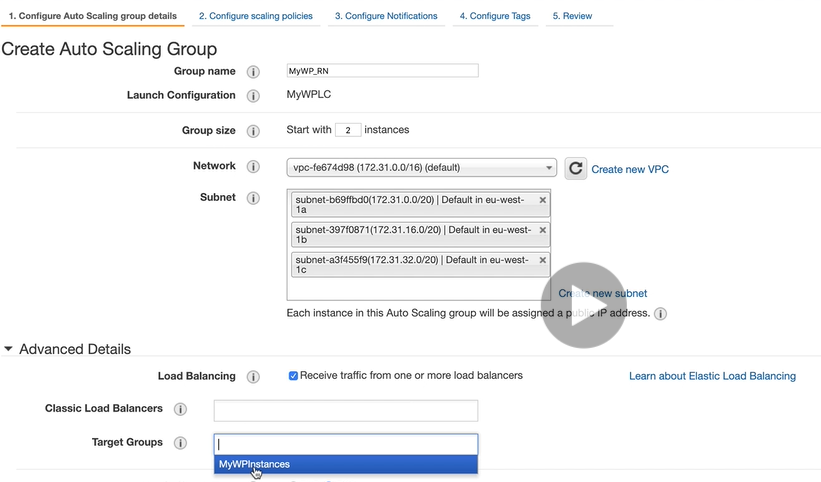 1. Configure Auto Scaling group details 2. Configure scaling policies 3. Configure Notifications 4. Configure Tags 5. Review
Create Auto Scaling Group
Group name MyWP_RN
Launch Configuration MyWPLC
Group size Start with 2 instances
Network vpc-fe674d98 (172.31.0.0/16) (default) Create new VPC
Subnet subnet-b69ffbd0(172.31.0.0/20) | Default in eu-west-
1a
subnet-397f0871(172.31.16.0/20) | Default in eu-west-
1b
subnet-a3f455f9(172.31.32.0/20) | Default in eu-west-
1c
Create new subnet
Each instance in this Auto Scaling group will be assigned a public IP address.
Advanced Details
Load Balancing Receive traffic from one or more load balancers Learn about Elastic Load Balancing
Classic Load Balancers
Target Groups
MyWPInstances